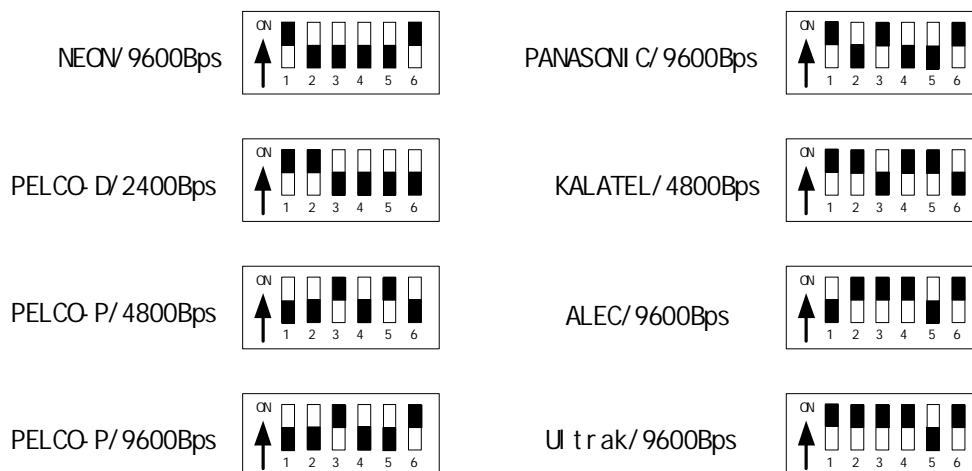 NEON/9600Bps
ON
1 2 3 4 5 6
PANASONIC/9600Bps
ON
1 2 3 4 5 6
PELCO-D/2400Bps
ON
1 2 3 4 5 6
KALATEL/4800Bps
ON
1 2 3 4 5 6
PELCO-P/4800Bps
ON
1 2 3 4 5 6
ALEC/9600Bps
ON
1 2 3 4 5 6
PELCO-P/9600Bps
ON
1 2 3 4 5 6
Ultrak/9600Bps
ON
1 2 3 4 5 6